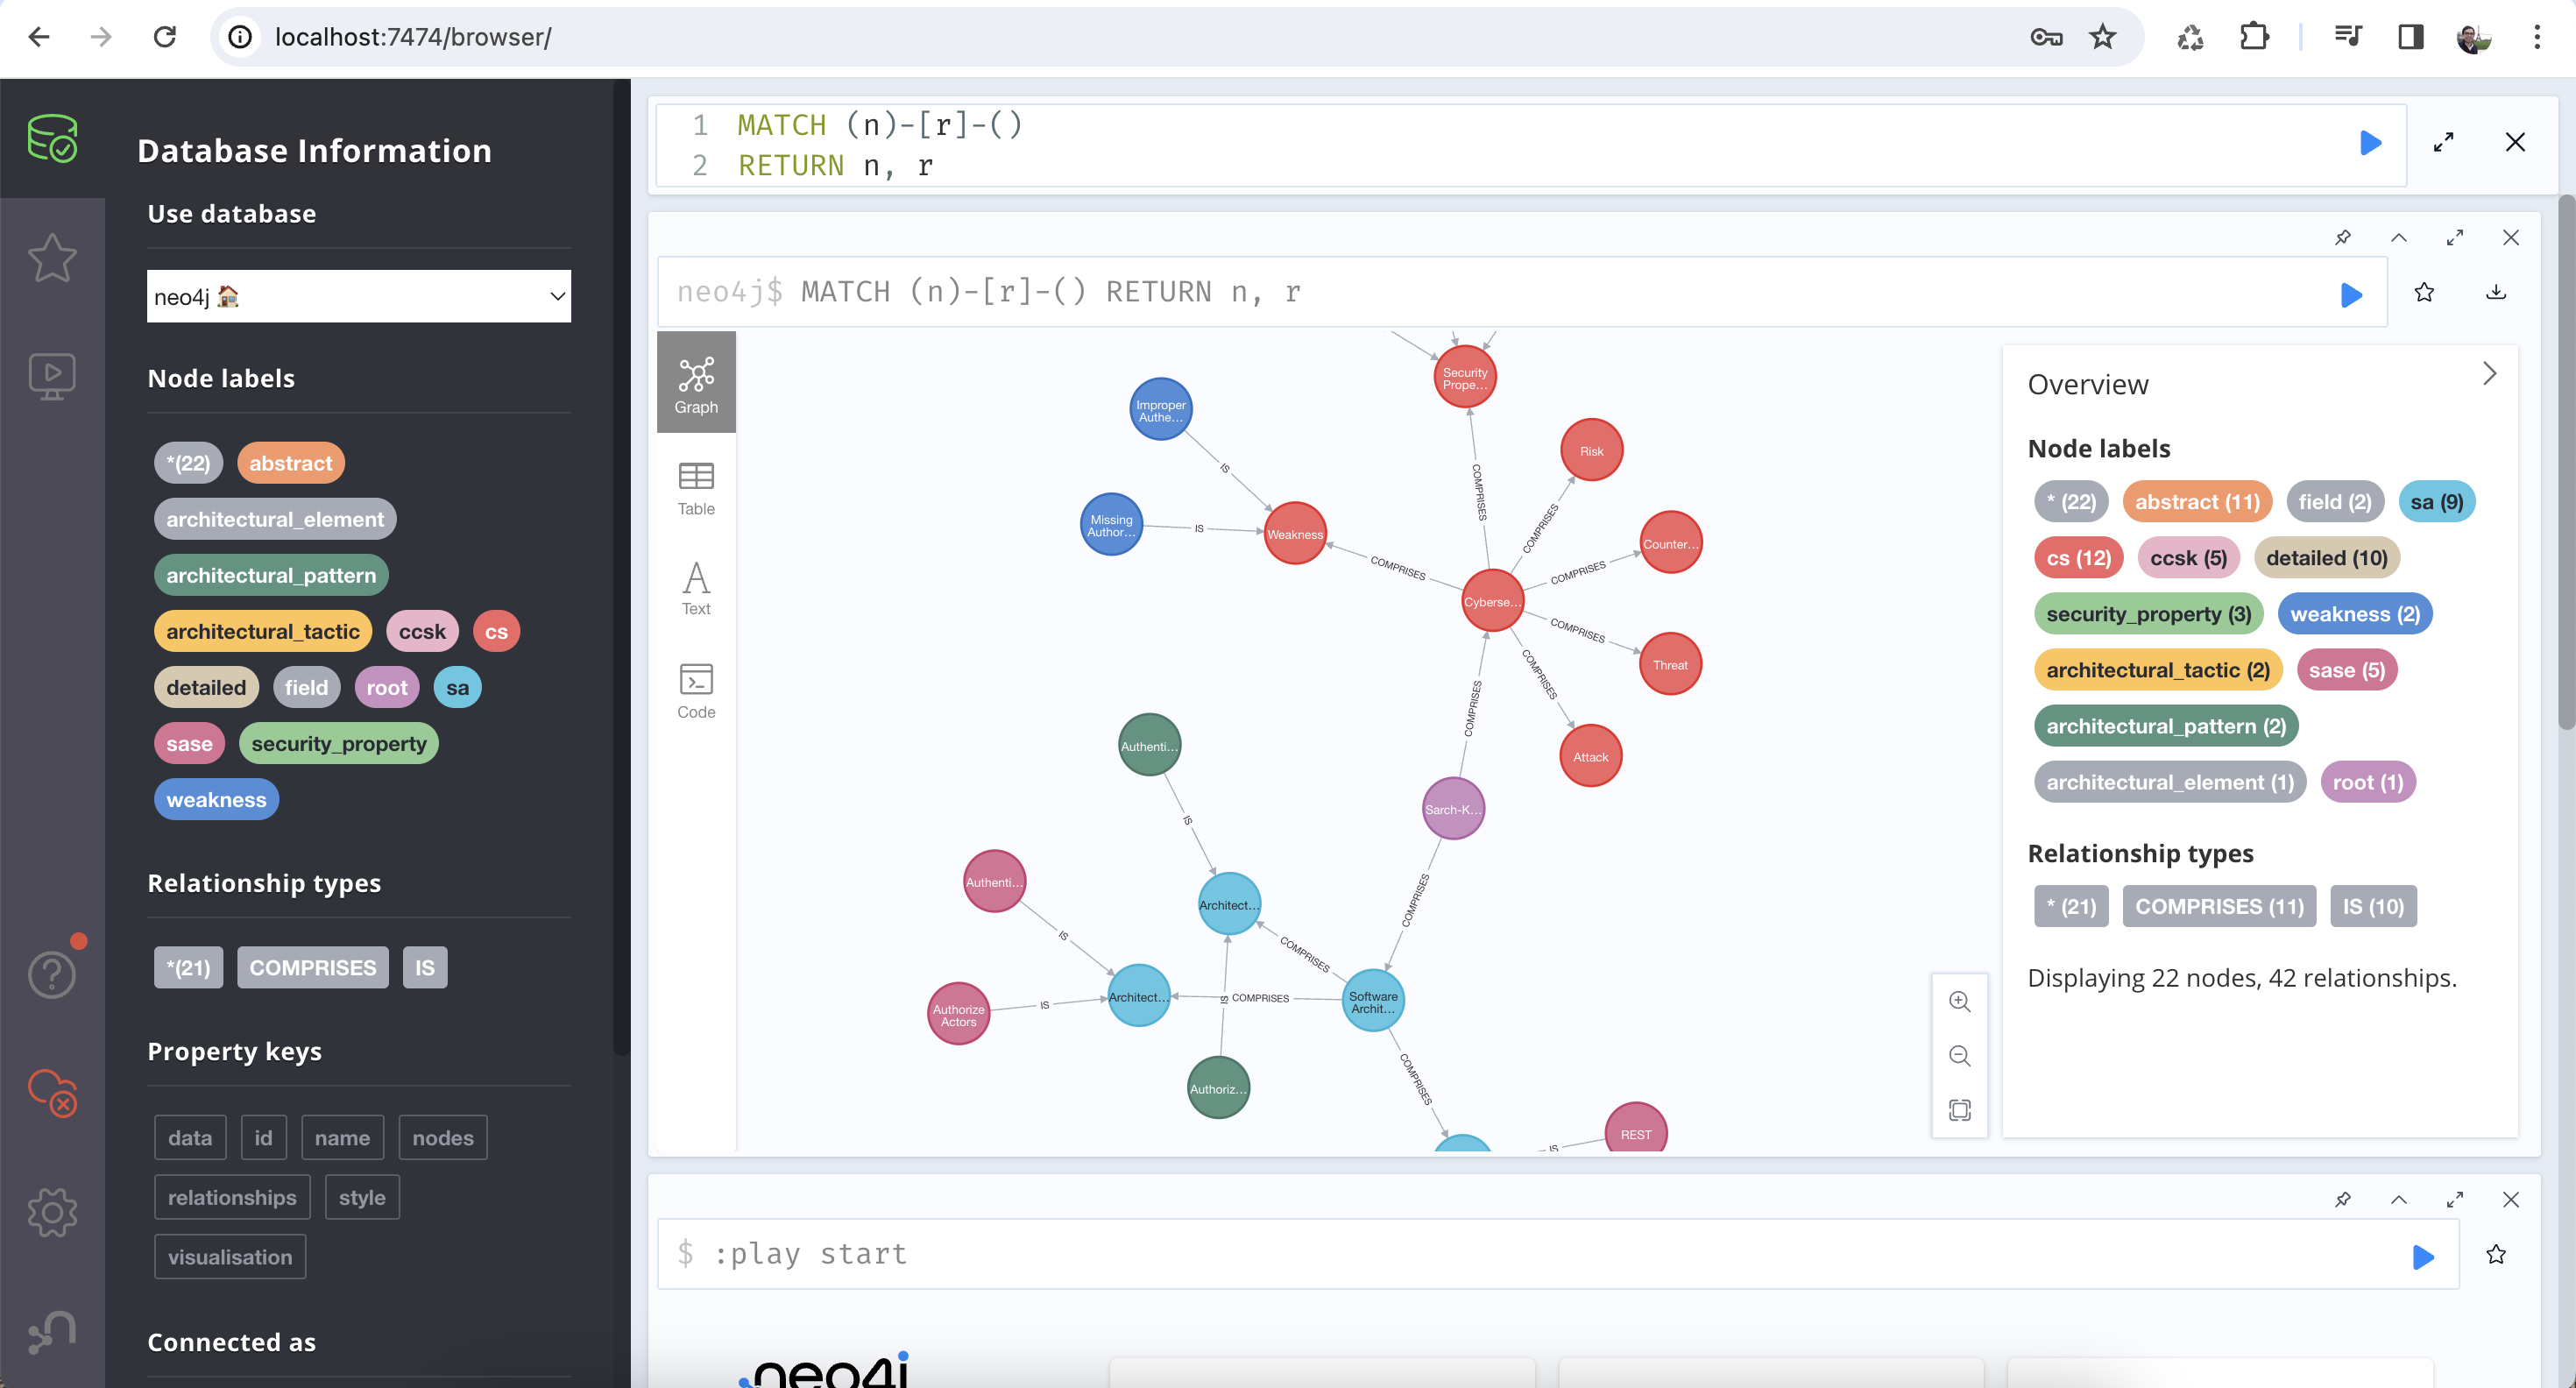 localhost:7474/browser/
Database Information
Use database
neo4j
Node labels
*(22) abstract
architectural_element
architectural_pattern
architectural_tactic ccsk cs
detailed field root sa
sase security_property
weakness
Relationship types
*(21) COMPRISES IS
Property keys
data id name nodes
relationships style
visualisation
Connected as
1 MATCH (n)-[r]-()
2 RETURN n, r
neo4j$ MATCH (n)-[r]-() RETURN n, r
Graph
Table
Text
Code
Security
Prope...
Improper
Authe...
Risk
IS
COMPRISES
Missing
Author...
IS
Weakness
COMPRISES
Counter...
COMPRISES
COMPRISES
Cyberse...
COMPRISES
Threat
COMPRISES
COMPRISES
Attack
Authenti...
Sarch-K...
IS
Authenti...
Architect...
COMPRISES
IS
COMPRISES
Architect...
IS
IS
COMPRISES
Software
Archit...
Authorize
Actors
COMPRISES
Authoriz...
REST
IS
Overview
Node labels
* (22) abstract (11) field (2) sa (9)
cs (12) ccsk (5) detailed (10)
security_property (3) weakness (2)
architectural_tactic (2) sase (5)
architectural_pattern (2)
architectural_element (1) root (1)
Relationship types
* (21) COMPRISES (11) IS (10)
Displaying 22 nodes, 42 relationships.
$ :play start
neo4j